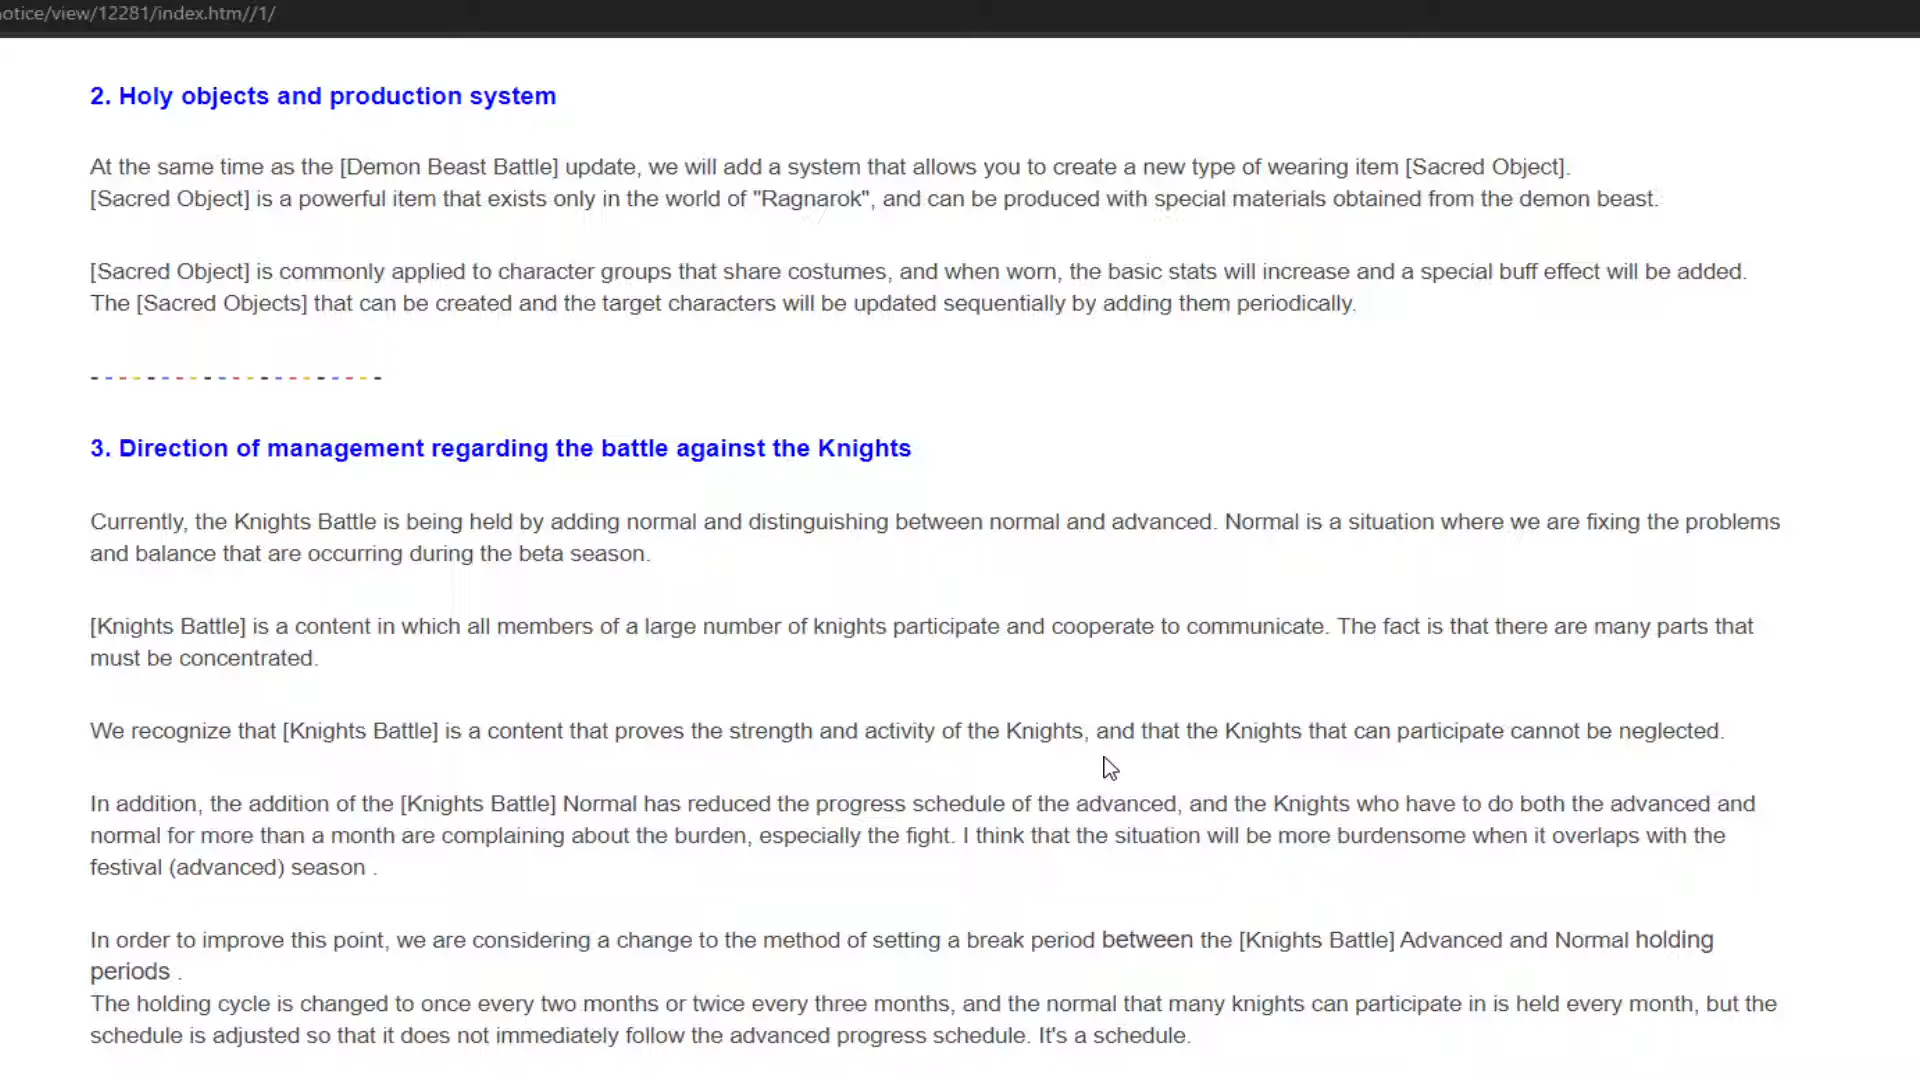 otice/view/12281/index.htm//1/
2. Holy objects and production system
At the same time as the [Demon Beast Battle] update, we will add a system that allows you to create a new type of wearing item [Sacred Object].
[Sacred Object] is a powerful item that exists only in the world of "Ragnarok", and can be produced with special materials obtained from the demon beast.
[Sacred Object] is commonly applied to character groups that share costumes, and when worn, the basic stats will increase and a special buff effect will be added.
The [Sacred Objects] that can be created and the target characters will be updated sequentially by adding them periodically.
- - - - - - - - - - - - - - - - - - - - -
3. Direction of management regarding the battle against the Knights
Currently, the Knights Battle is being held by adding normal and distinguishing between normal and advanced. Normal is a situation where we are fixing the problems
and balance that are occurring during the beta season.
[Knights Battle] is a content in which all members of a large number of knights participate and cooperate to communicate. The fact is that there are many parts that
must be concentrated.
We recognize that [Knights Battle] is a content that proves the strength and activity of the Knights, and that the Knights that can participate cannot be neglected.
In addition, the addition of the [Knights Battle] Normal has reduced the progress schedule of the advanced, and the Knights who have to do both the advanced and
normal for more than a month are complaining about the burden, especially the fight. I think that the situation will be more burdensome when it overlaps with the
festival (advanced) season .
In order to improve this point, we are considering a change to the method of setting a break period between the [Knights Battle] Advanced and Normal holding
periods .
The holding cycle is changed to once every two months or twice every three months, and the normal that many knights can participate in is held every month, but the
schedule is adjusted so that it does not immediately follow the advanced progress schedule. It's a schedule.